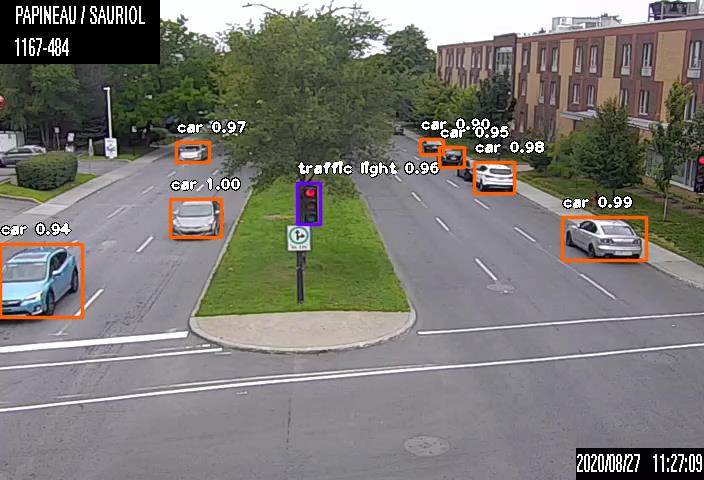 PAPINEAU / SAURIOL
1167-484
car 0.97
car 0.90
car 0.95
car 0.98
traffic light 0.96
car 1.00
car 0.99
car 0.94
2020/08/27 11:27:09